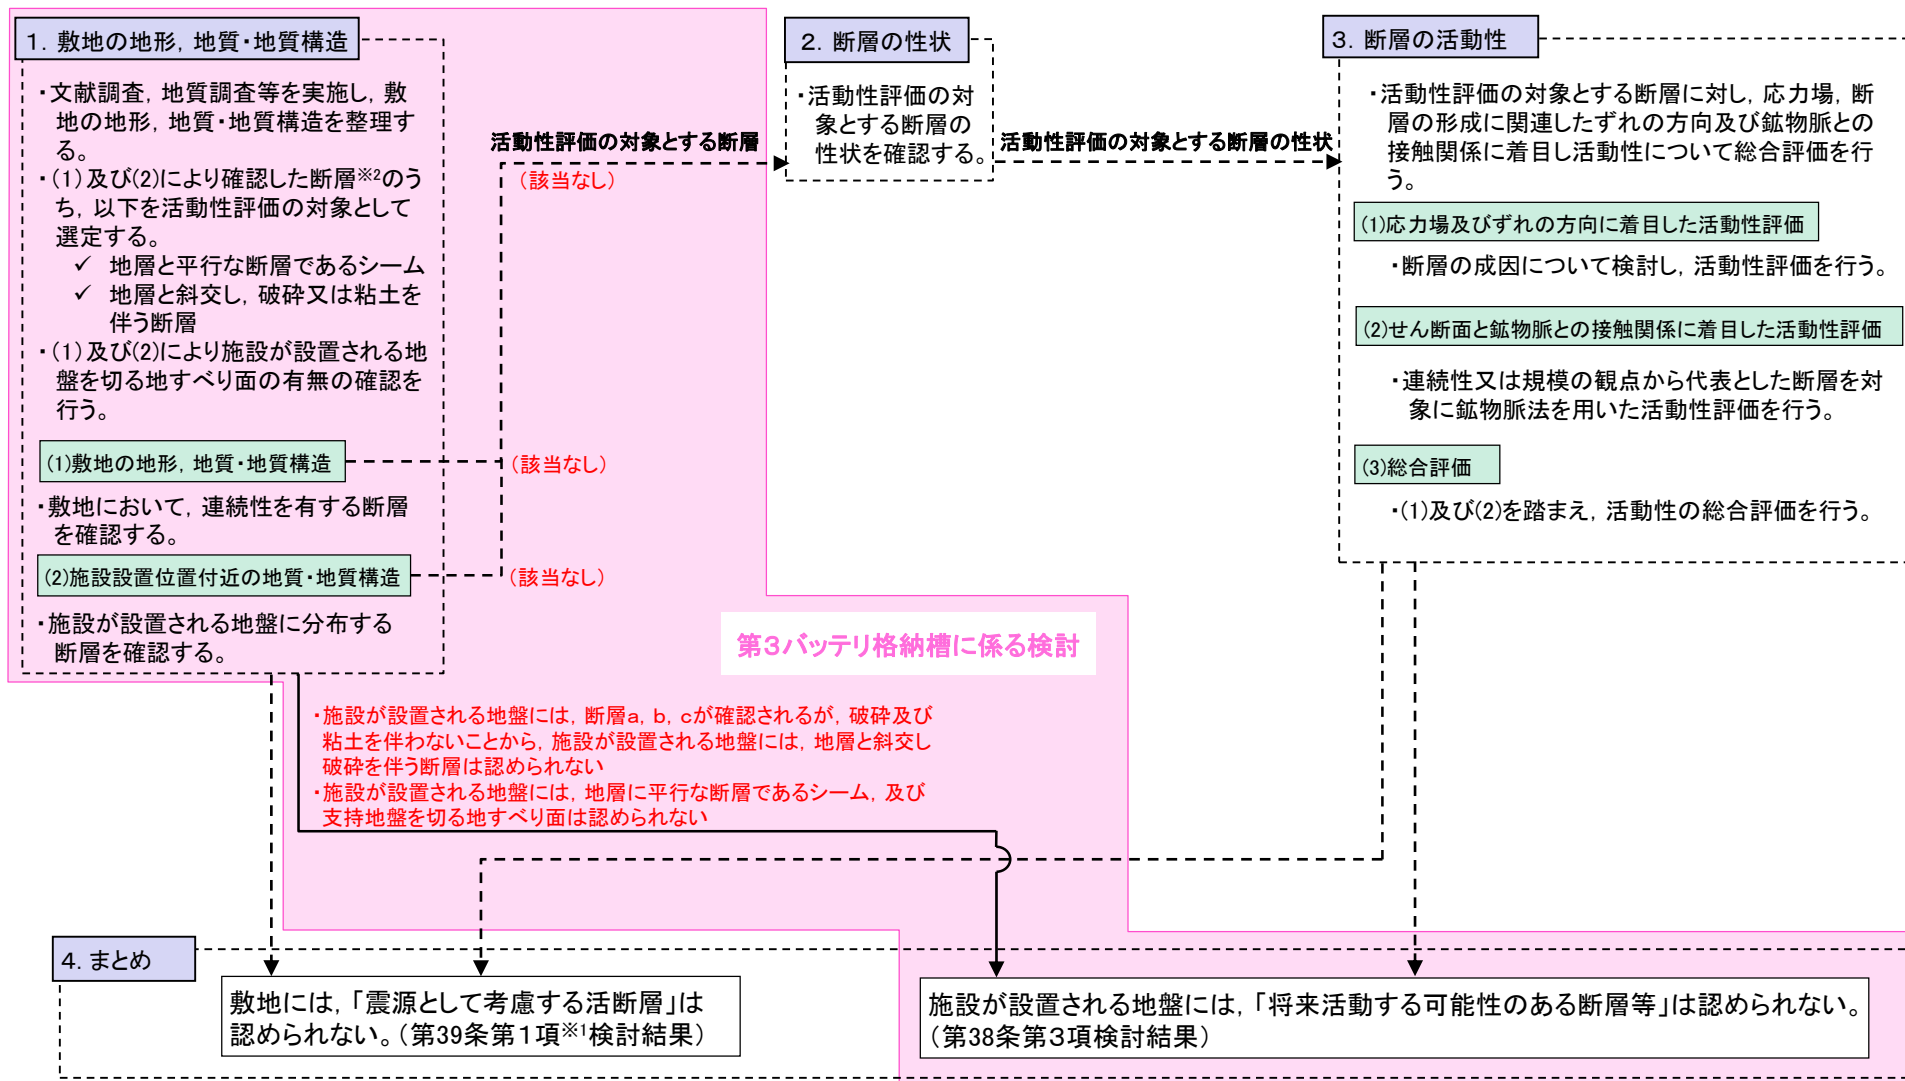 1. 敷地の地形, 地質・地質構造
・文献調査, 地質調査等を実施し, 敷
地の地形, 地質・地質構造を整理す
る。
・(1)及び(2)により確認した断層※2のう
ち, 以下を活動性評価の対象として
選定する。
✓ 地層と平行な断層であるシーム
✓ 地層と斜交し, 破砕又は粘土を
伴う断層
・(1)及び(2)により施設が設置される地
盤を切る地すべり面の有無の確認を
行う。
(1)敷地の地形, 地質・地質構造
・敷地において, 連続性を有する断層
を確認する。
(2)施設設置位置付近の地質・地質構造
・施設が設置される地盤に分布する
断層を確認する。
活動性評価の対象とする断層
(該当なし)
(該当なし)
(該当なし)
2. 断層の性状
・活動性評価の対
象とする断層の
性状を確認する。
活動性評価の対象とする断層の性状
3. 断層の活動性
・活動性評価の対象とする断層に対し, 応力場, 断
層の形成に関連したずれの方向及び鉱物脈との
接触関係に着目し活動性について総合評価を行
う。
(1)応力場及びずれの方向に着目した活動性評価
・断層の成因について検討し, 活動性評価を行う。
(2)せん断面と鉱物脈との接触関係に着目した活動性評価
・連続性又は規模の観点から代表とした断層を対
象に鉱物脈法を用いた活動性評価を行う。
(3)総合評価
・(1)及び(2)を踏まえ, 活動性の総合評価を行う。
第3バッテリ格納槽に係る検討
・施設が設置される地盤には, 断層a, b, cが確認されるが, 破砕及び
粘土を伴わないことから, 施設が設置される地盤には, 地層と斜交し
破砕を伴う断層は認められない
・施設が設置される地盤には, 地層に平行な断層であるシーム, 及び
支持地盤を切る地すべり面は認められない
4. まとめ
敷地には, 「震源として考慮する活断層」は
認められない。(第39条第1項※1検討結果)
施設が設置される地盤には, 「将来活動する可能性のある断層等」は認められない。
(第38条第3項検討結果)